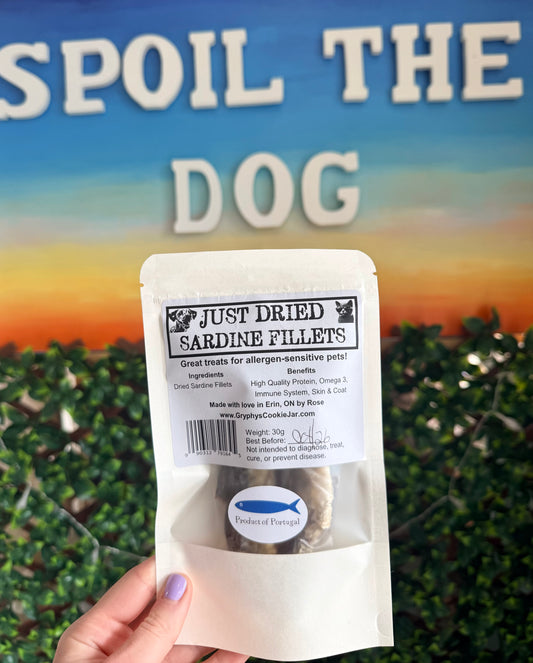 SPOIL THE
DOG
JUST DRIED
SARDINE FILLETS
Great treats for allergen-sensitive pets!
Ingredients
Dried Sardine Fillets
Benefits
High Quality Protein, Omega 3,
Immune System, Skin & Coat
Made with love in Erin, ON by Rose
www.GryphysCookieJar.com
Weight: 30g
Best Before: Oct/26
Not intended to diagnose, treat,
cure, or prevent disease.
Product of Portugal